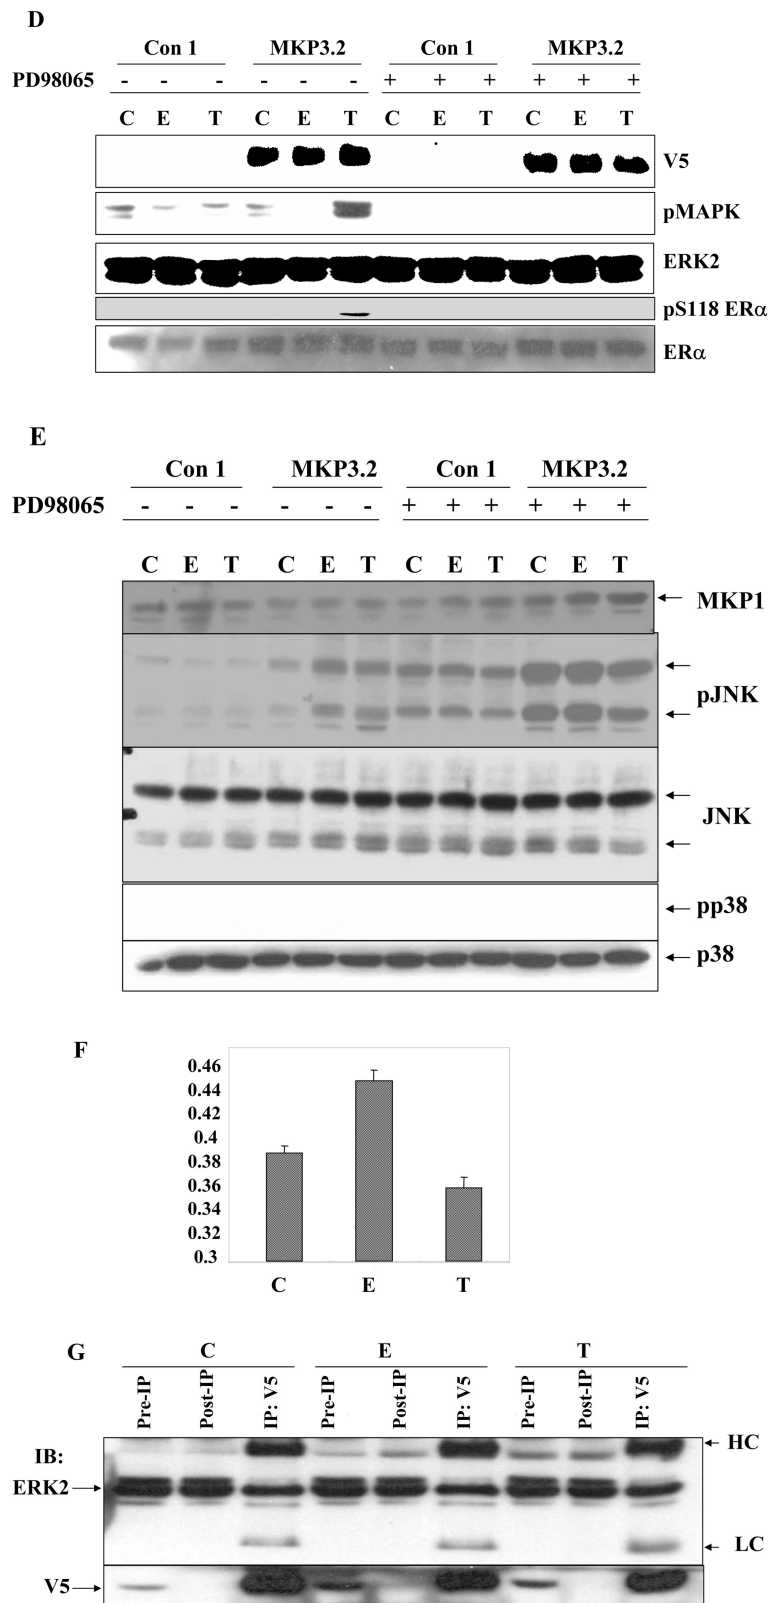 D
Con 1 MKP3.2 Con 1 MKP3.2
PD98065 - - - - - - + + + + + +
C E T C E T C E T C E T
V5
pMAPK
ERK2
pS118 ERα
ERα
E
Con 1 MKP3.2 Con 1 MKP3.2
PD98065 - - - - - - + + + + + +
C E T C E T C E T C E T
MKP1
pJNK
JNK
pp38
p38
F
0.46
0.44
0.42
0.4
0.38
0.36
0.34
0.32
0.3
C E T
G
C E T
Pre-IP Post-IP IP: V5 Pre-IP Post-IP IP: V5 Pre-IP Post-IP IP: V5
HC
IB:
ERK2
LC
V5